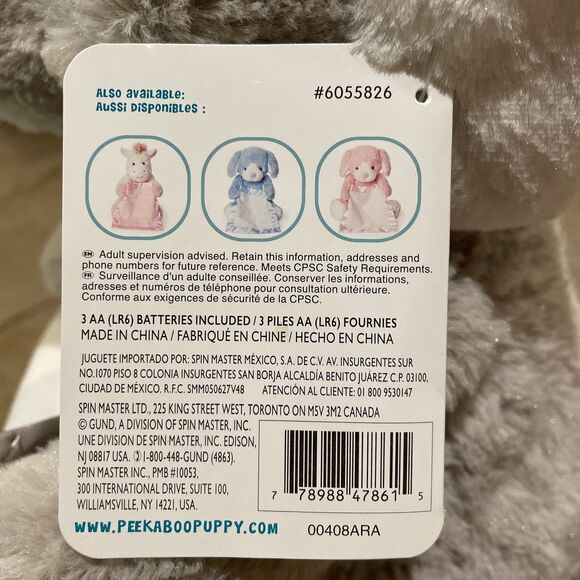 Also available:
Aussi disponibles :
#6055826
EN Adult supervision advised. Retain this information, addresses and
phone numbers for future reference. Meets CPSC Safety Requirements.
FR Surveillance d'un adulte conseillée. Conserver les informations,
adresses et numéros de téléphone pour consultation ultérieure.
Conforme aux exigences de sécurité de la CPSC.
3 AA (LR6) BATTERIES INCLUDED / 3 PILES AA (LR6) FOURNIES
MADE IN CHINA / FABRIQUÉ EN CHINE / HECHO EN CHINA
JUGUETE IMPORTADO POR: SPIN MASTER MÉXICO, S.A. DE C.V. AV. INSURGENTES SUR
NO.1070 PISO 8 COLONIA INSURGENTES SAN BORJA ALCALDÍA BENITO JUÁREZ C.P. 03100,
CIUDAD DE MÉXICO. R.F.C. SMM050627V48 ATENCIÓN AL CLIENTE: 01 800 9530147
SPIN MASTER LTD., 225 KING STREET WEST, TORONTO ON M5V 3M2 CANADA
© GUND, A DIVISION OF SPIN MASTER, INC.
UNE DIVISION DE SPIN MASTER, INC. EDISON,
NJ 08817 USA. 1-800-448-GUND (4863).
SPIN MASTER INC., PMB #10053,
300 INTERNATIONAL DRIVE, SUITE 100,
WILLIAMSVILLE, NY 14221, USA.
7 78988 47861 5
www.peekaboopuppy.com
00408ARA